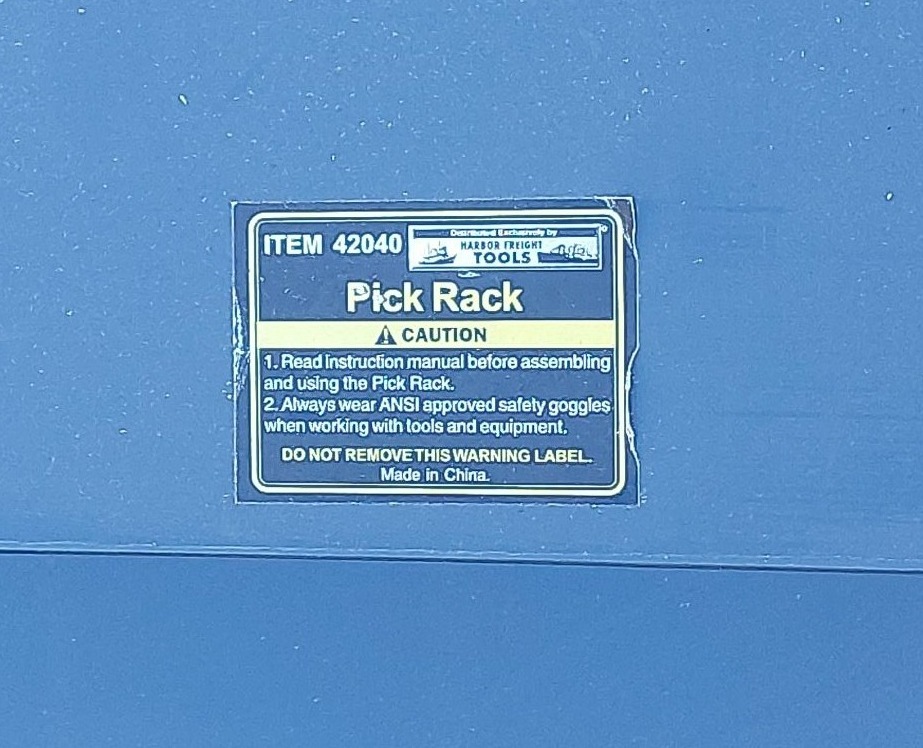 ITEM 42040
Distributed Exclusively by
HARBOR FREIGHT
TOOLS
®
Pick Rack
CAUTION
1. Read instruction manual before assembling
and using the Pick Rack.
2. Always wear ANSI approved safety goggles
when working with tools and equipment.
DO NOT REMOVE THIS WARNING LABEL.
Made in China.